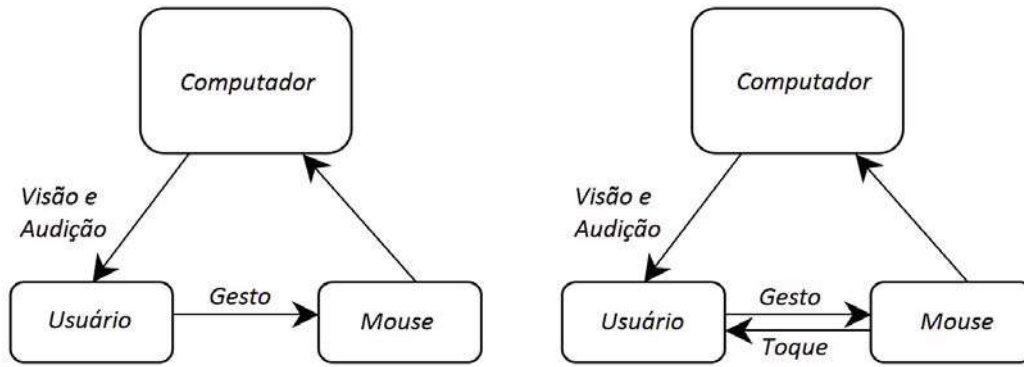 Computador
Visão e
Audição
Usuário
Gesto
Mouse
Computador
Visão e
Audição
Usuário
Gesto
Toque
Mouse